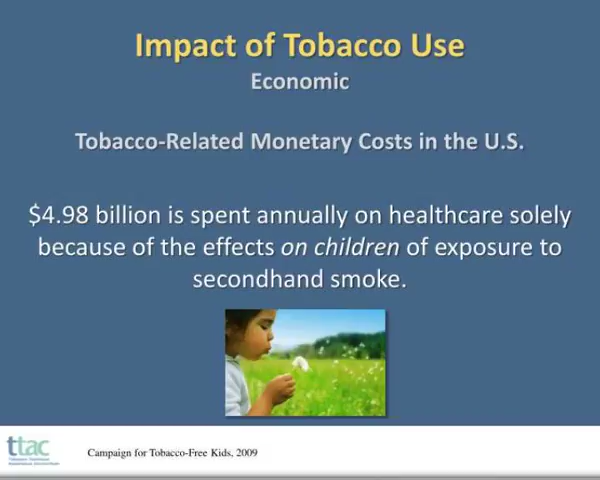 Impact of Tobacco Use
Economic
Tobacco-Related Monetary Costs in the U.S.
$4.98 billion is spent annually on healthcare solely
because of the effects on children of exposure to
secondhand smoke.
ttac
Campaign for Tobacco-Free Kids, 2009